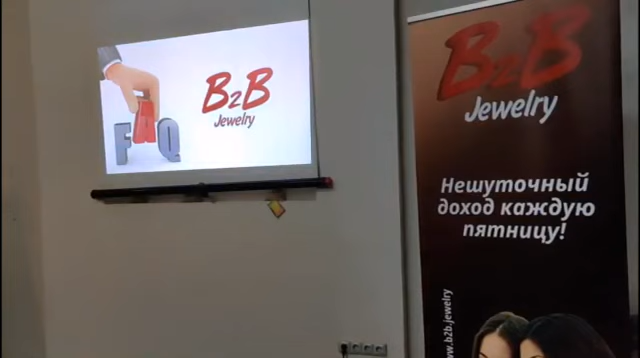 FAQ
B2B
Jewelry
B2B
Jewelry
Нешуточный
доход каждую
пятницу!
www.b2b.jewelry